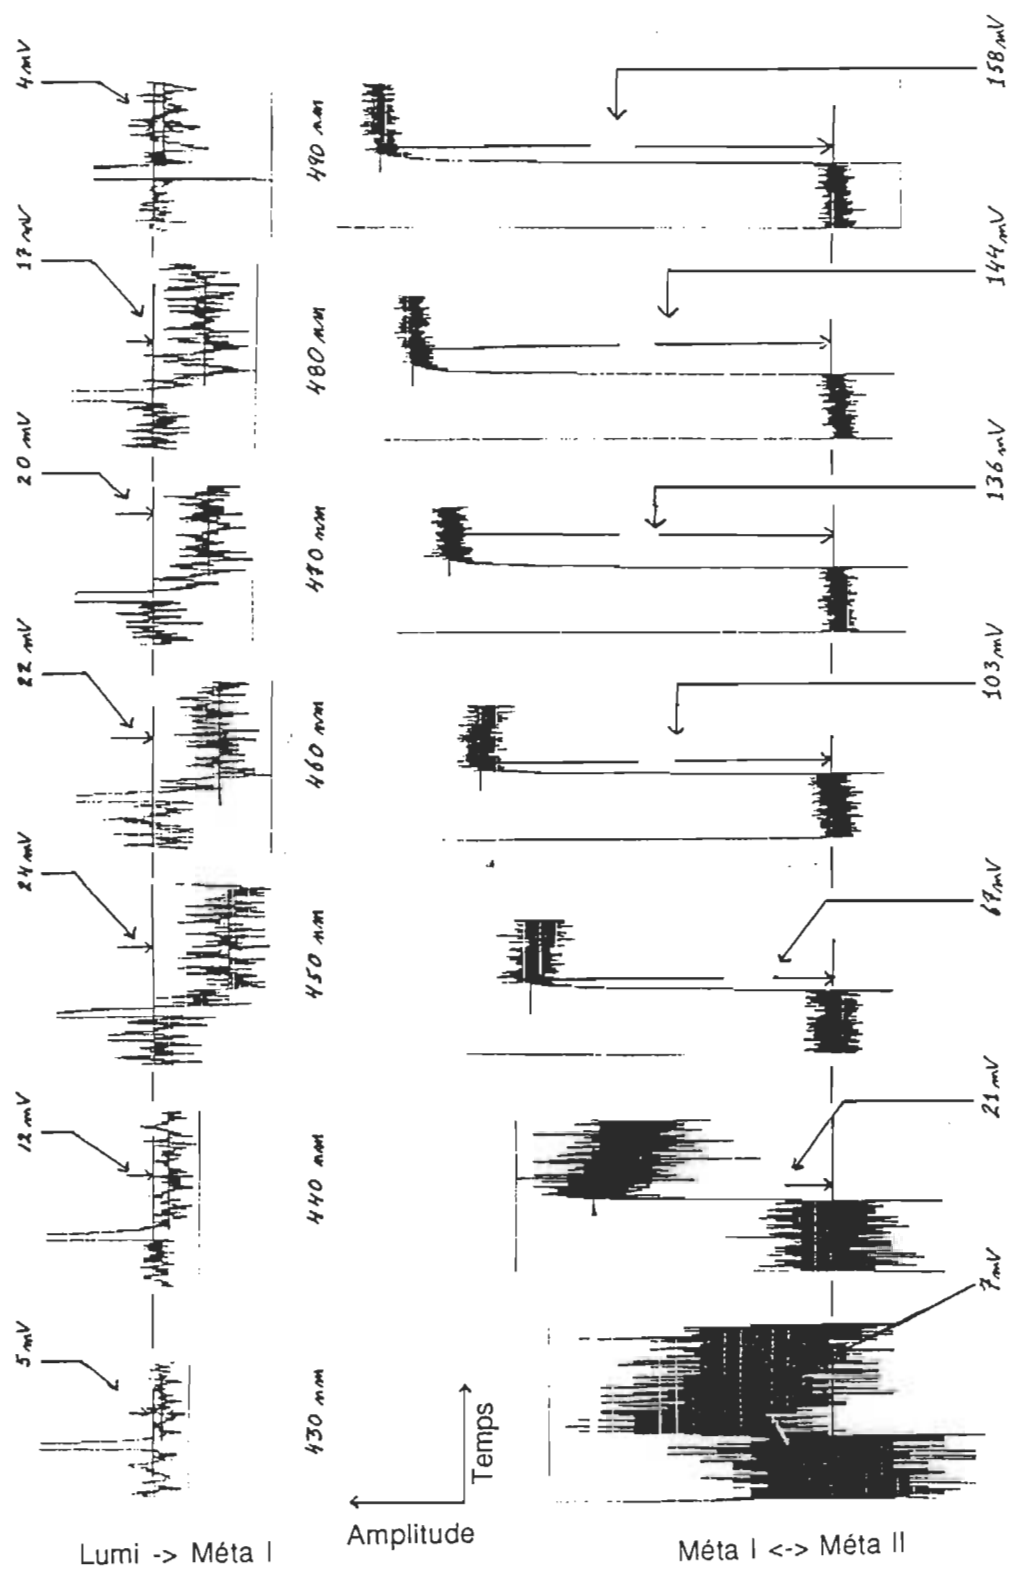 4 mV
17 mV
20 mV
22 mV
24 mV
12 mV
5 mV
490 nm
480 nm
470 nm
460 nm
450 nm
440 nm
430 nm
158 mV
144 mV
136 mV
103 mV
67 mV
21 mV
7 mV
Temps
Amplitude
Lumi -> Méta I
Méta I <-> Méta II